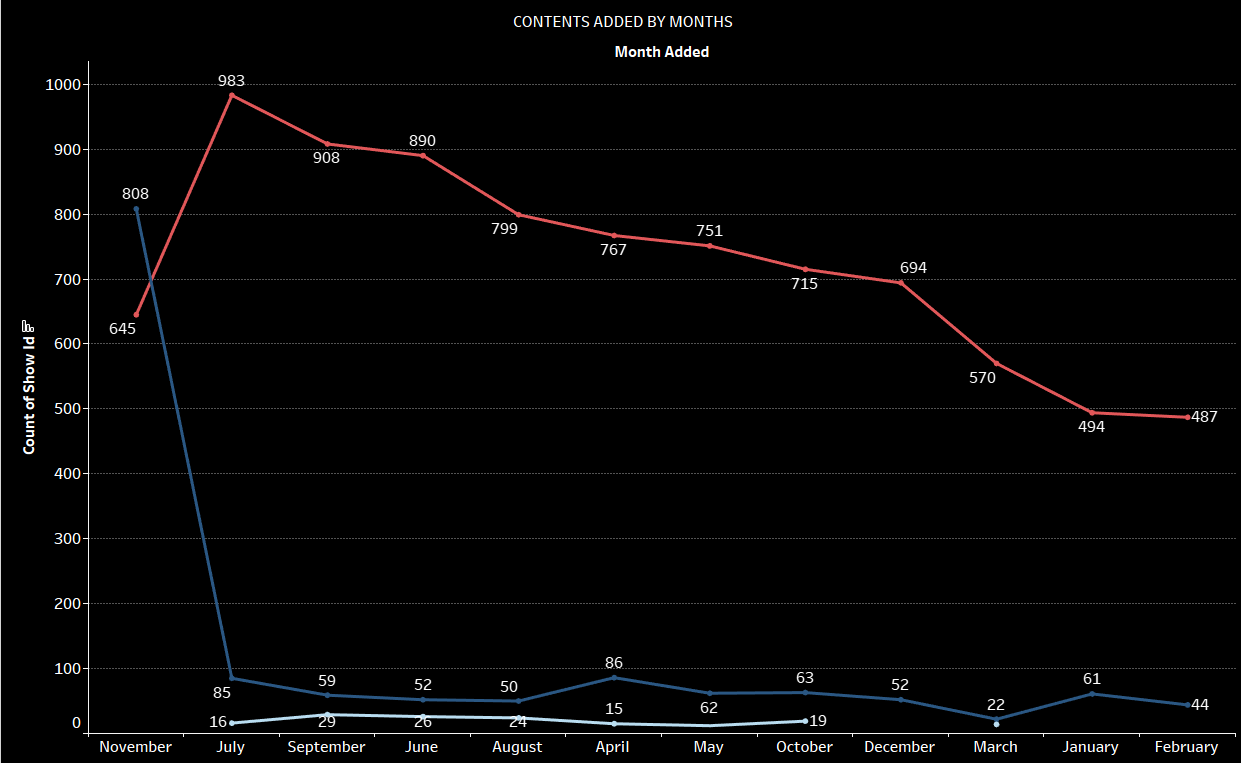 CONTENTS ADDED BY MONTHS
Month Added
Count of Show Id
1000
900
800
700
600
500
400
300
200
100
0
808 645
983 85 16
908 59 29
890 52 26
799 50 24
767 86 15
751 62
715 63 19
694 52
570 22
494 61
487 44
November July September June August April May October December March January February